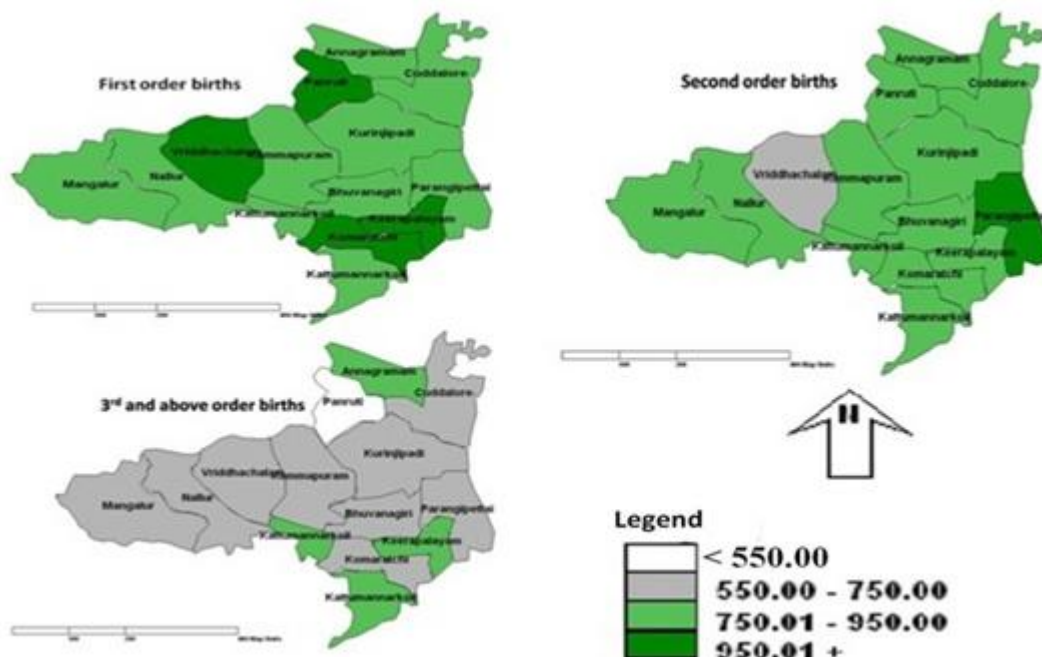 First order births
Annagramam
Cuddalore
Panruti
Kurinjipadi
Vriddhachalam
Kammapuram
Mangalur
Nallur
Bhuvanagiri
Parangipettai
Kattumannarkoil
Keerapalayam
Komaratchi
Kattumannarkoil
Second order births
Annagramam
Cuddalore
Panruti
Kurinjipadi
Vriddhachalam
Kammapuram
Mangalur
Nallur
Bhuvanagiri
Parangipettai
Kattumannarkoil
Keerapalayam
Komaratchi
Kattumannarkoil
3rd and above order births
Annagramam
Cuddalore
Panruti
Kurinjipadi
Vriddhachalam
Kammapuram
Mangalur
Nallur
Bhuvanagiri
Parangipettai
Kattumannarkoil
Keerapalayam
Komaratchi
Kattumannarkoil
N
Legend
< 550.00
550.00 - 750.00
750.01 - 950.00
950.01 +